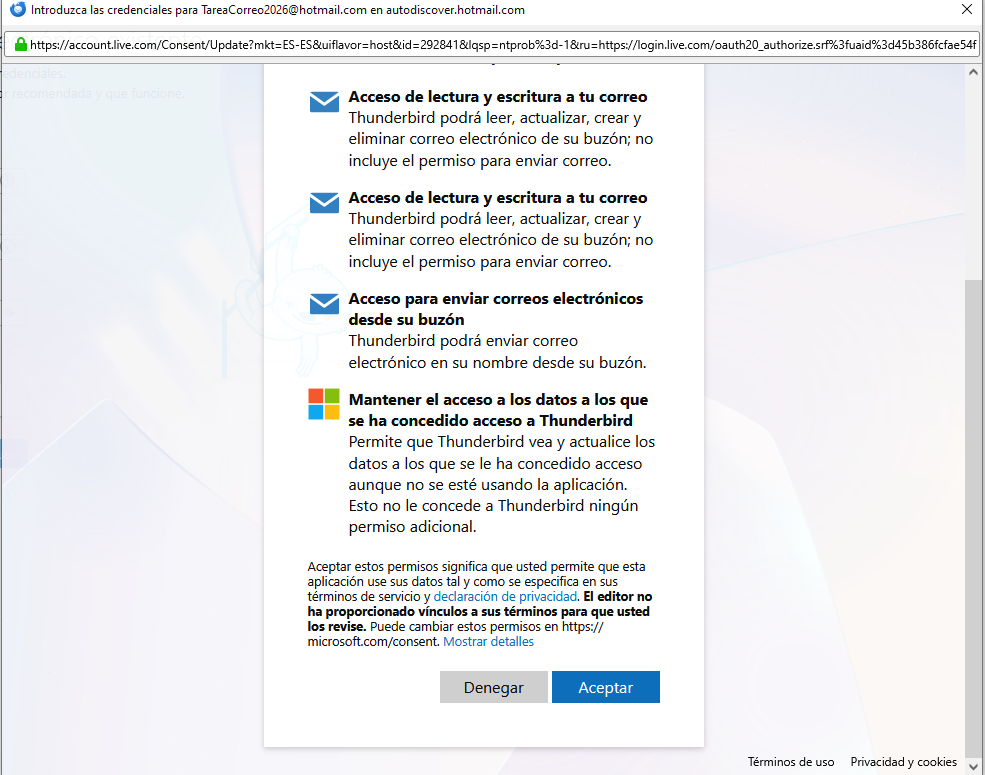 Introduzca las credenciales para TareaCorreo2026@hotmail.com en autodiscover.hotmail.com
https://account.live.com/Consent/Update?mkt=ES-ES&uiflavor=host&id=292841&lqsp=ntprob%3d-1&ru=https://login.live.com/oauth20_authorize.srf%3fuaid%3d45b386fcfae54f
recomendada y que funcione.
Acceso de lectura y escritura a tu correo
Thunderbird podrá leer, actualizar, crear y
eliminar correo electrónico de su buzón; no
incluye el permiso para enviar correo.
Acceso de lectura y escritura a tu correo
Thunderbird podrá leer, actualizar, crear y
eliminar correo electrónico de su buzón; no
incluye el permiso para enviar correo.
Acceso para enviar correos electrónicos
desde su buzón
Thunderbird podrá enviar correo
electrónico en su nombre desde su buzón.
Mantener el acceso a los datos a los que
se ha concedido acceso a Thunderbird
Permite que Thunderbird vea y actualice los
datos a los que se le ha concedido acceso
aunque no se esté usando la aplicación.
Esto no le concede a Thunderbird ningún
permiso adicional.
Aceptar estos permisos significa que usted permite que esta
aplicación use sus datos tal y como se especifica en sus
términos de servicio y declaración de privacidad. El editor no
ha proporcionado vínculos a sus términos para que usted
los revise. Puede cambiar estos permisos en https://
microsoft.com/consent. Mostrar detalles
Denegar Aceptar
Términos de uso Privacidad y cookies